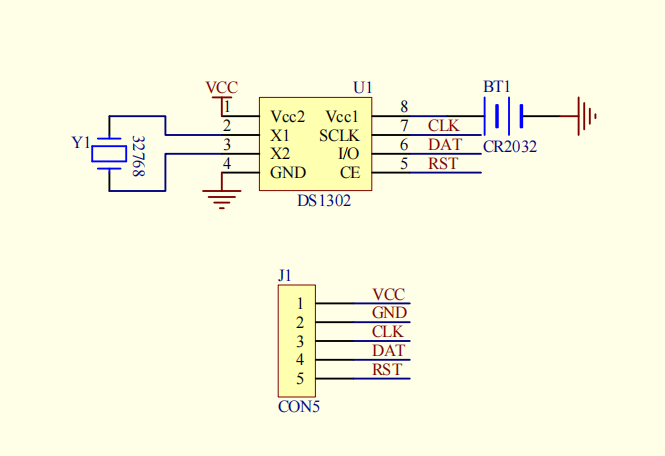 VCC
U1
BT1
1
Vcc2
Vcc1
8
2
X1
SCLK
7
CLK
3
X2
I/O
6
DAT
4
GND
CE
5
RST
Y1
32768
CR2032
DS1302
J1
1
VCC
2
GND
3
CLK
4
DAT
5
RST
CON5